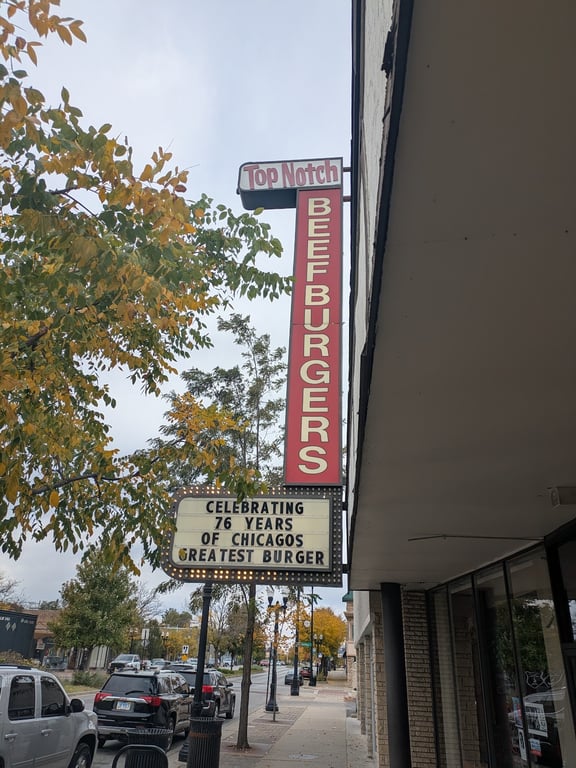 Top Notch
BEEFBURGERS
CELEBRATING
76 YEARS
OF CHICAGOS
GREATEST BURGER